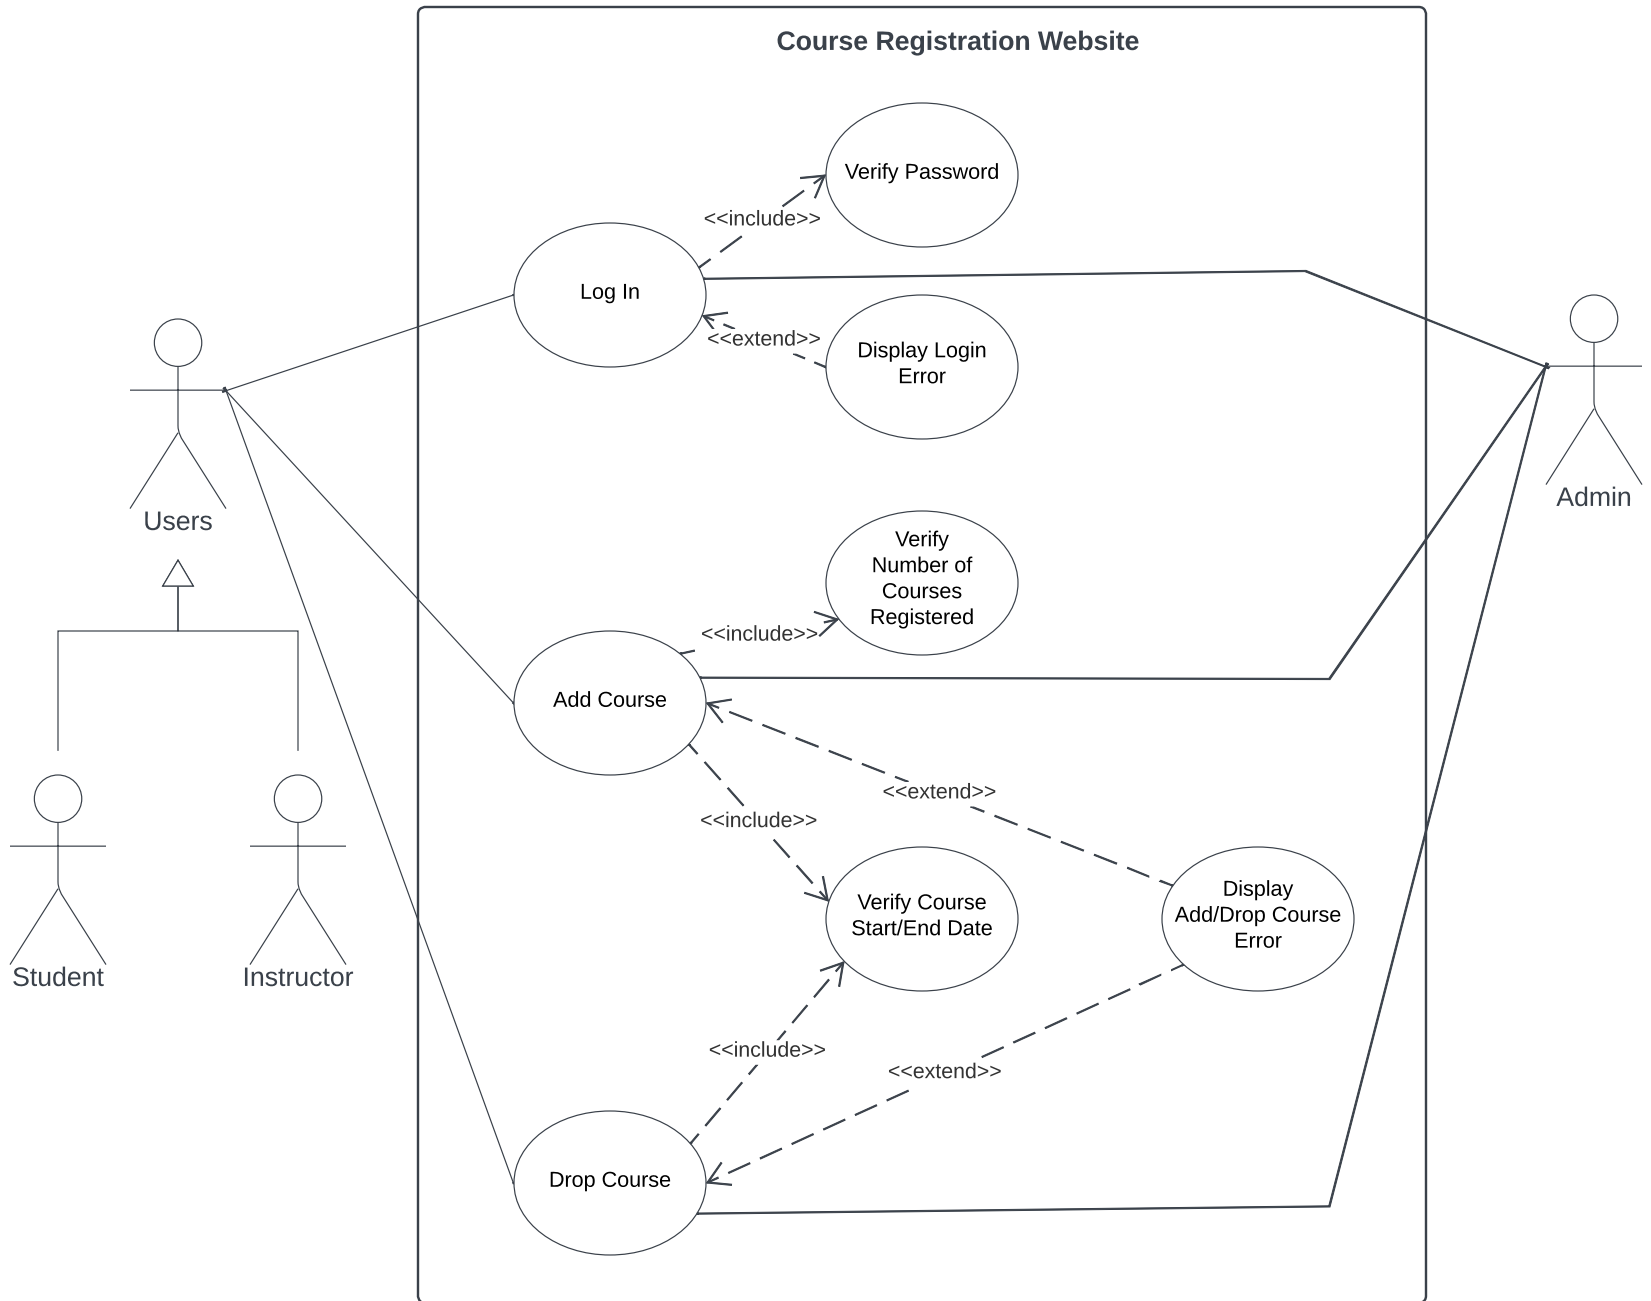 Course Registration Website
Verify Password
<<include>>
Log In
<<extend>>
Display Login
Error
Users
Admin
Verify
Number of
Courses
Registered
<<include>>
Add Course
<<extend>>
<<include>>
Display
Add/Drop Course
Error
Verify Course
Start/End Date
Student
Instructor
<<include>>
<<extend>>
Drop Course